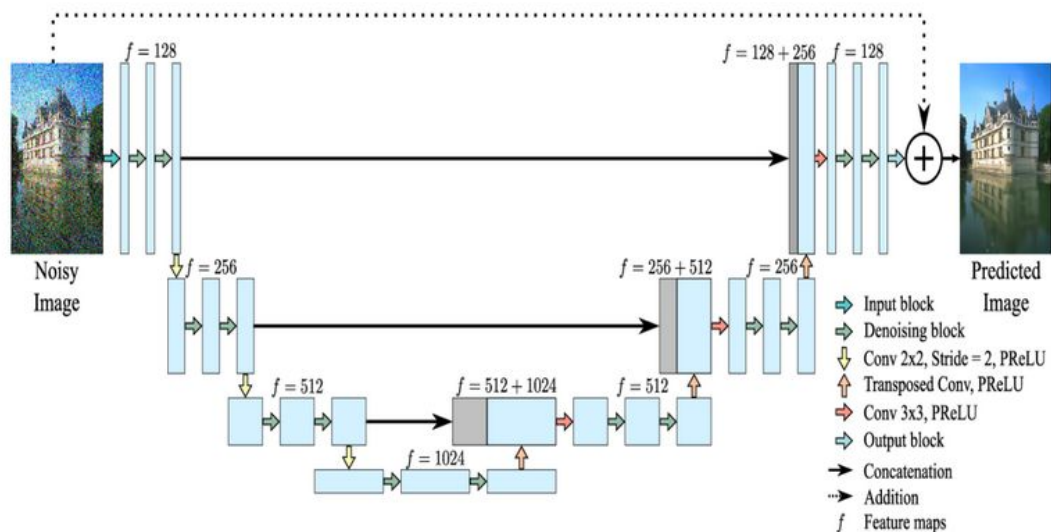 f = 128
f = 128 + 256
f = 128
Noisy
Image
f = 256
f = 256 + 512
f = 256
Predicted
Image
f = 512
f = 512 + 1024
f = 512
f = 1024
Input block
Denoising block
Conv 2x2, Stride = 2, PReLU
Transposed Conv, PReLU
Conv 3x3, PReLU
Output block
Concatenation
Addition
f Feature maps